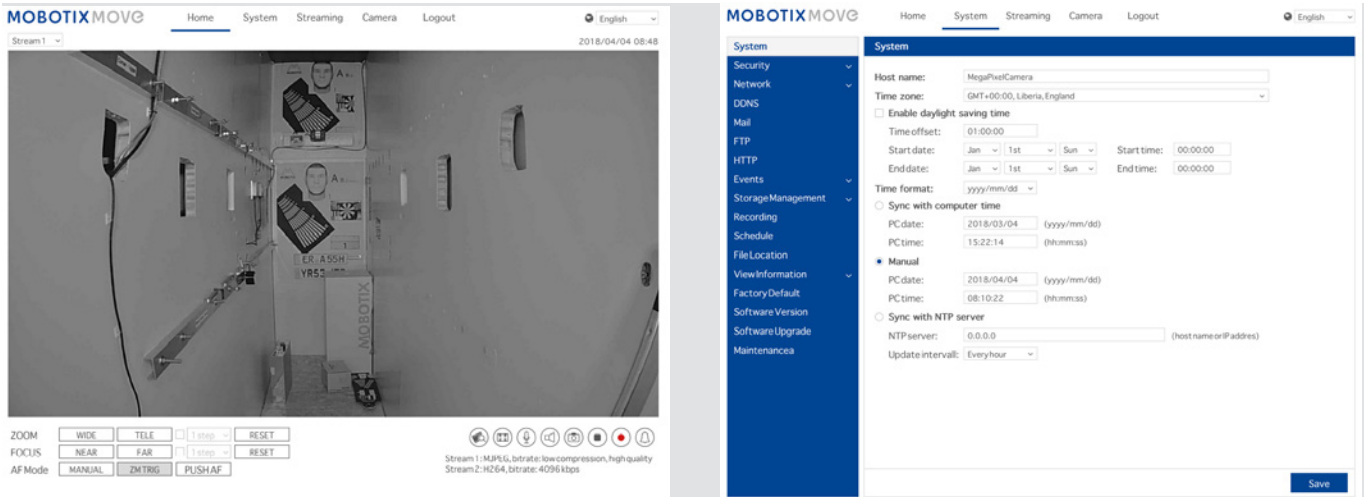 MOBOTIX MOVE Home System Streaming Camera Logout English
Stream 1 2018/04/04 08:48
MOBOTIX A
A
ER A55H
YR53
MOBOTIX
ZOOM WIDE TELE 1 step RESET
FOCUS NEAR FAR 1 step RESET
AF Mode MANUAL ZM TRIG PUSH AF
Stream 1: MJPEG, bitrate: low compression, high quality
Stream 2: H264, bitrate: 4096 kbps
MOBOTIX MOVE Home System Streaming Camera Logout English
System
Security
Network
DDNS
Mail
FTP
HTTP
Events
Storage Management
Recording
Schedule
File Location
View Information
Factory Default
Software Version
Software Upgrade
Maintenancea
System
Host name: MegaPixelCamera
Time zone: GMT+00:00, Liberia, England
Enable daylight saving time
Time offset: 01:00:00
Start date: Jan 1st Sun Start time: 00:00:00
End date: Jan 1st Sun End time: 00:00:00
Time format: yyyy/mm/dd
Sync with computer time
PC date: 2018/03/04 (yyyy/mm/dd)
PC time: 15:22:14 (hh:mm:ss)
Manual
PC date: 2018/04/04 (yyyy/mm/dd)
PC time: 08:10:22 (hh:mm:ss)
Sync with NTP server
NTP server: 0.0.0.0 (host name or IP addres)
Update intervall: Every hour
Save